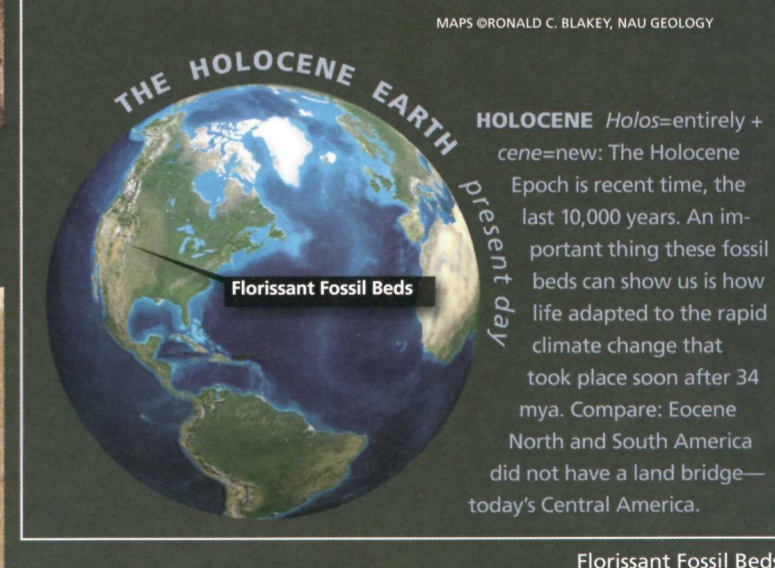 MAPS ©RONALD C. BLAKEY, NAU GEOLOGY
THE HOLOCENE EARTH present day
HOLOCENE Holos=entirely +
cene=new: The Holocene
Epoch is recent time, the
last 10,000 years. An im-
portant thing these fossil
beds can show us is how
life adapted to the rapid
climate change that
took place soon after 34
mya. Compare: Eocene
North and South America
did not have a land bridge—
today's Central America.
Florissant Fossil Beds
Florissant Fossil Beds